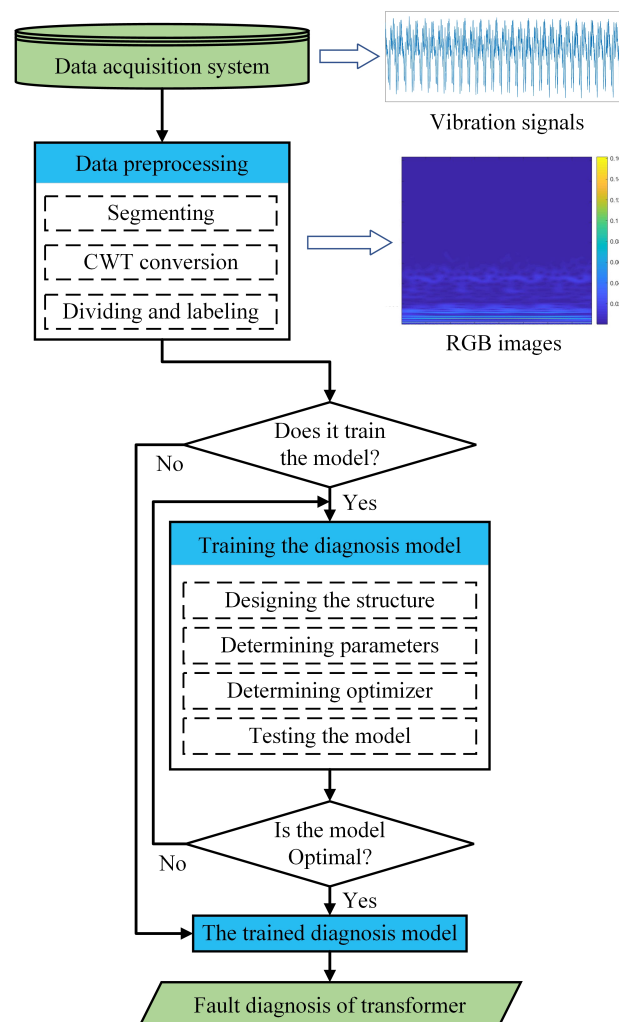 Data acquisition system
Vibration signals
Data preprocessing
Segmenting
CWT conversion
Dividing and labeling
RGB images
Does it train
the model?
No
Yes
Training the diagnosis model
Designing the structure
Determining parameters
Determining optimizer
Testing the model
Is the model
Optimal?
No
Yes
The trained diagnosis model
Fault diagnosis of transformer